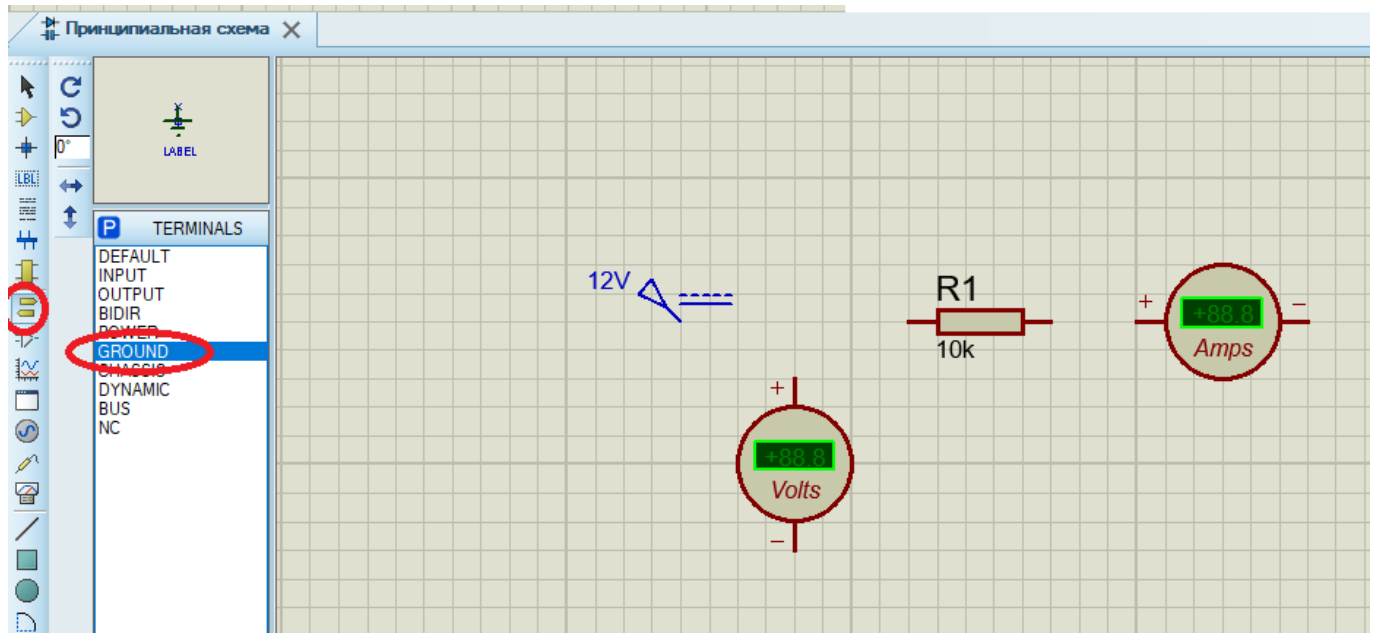 Принципиальная схема
0°
LABEL
LBL
P TERMINALS
DEFAULT
INPUT
OUTPUT
BIDIR
POWER
GROUND
CHASSIS
DYNAMIC
BUS
NC
12V
R1
10k
+ −
+88.8
Amps
+
+88.8
Volts
−